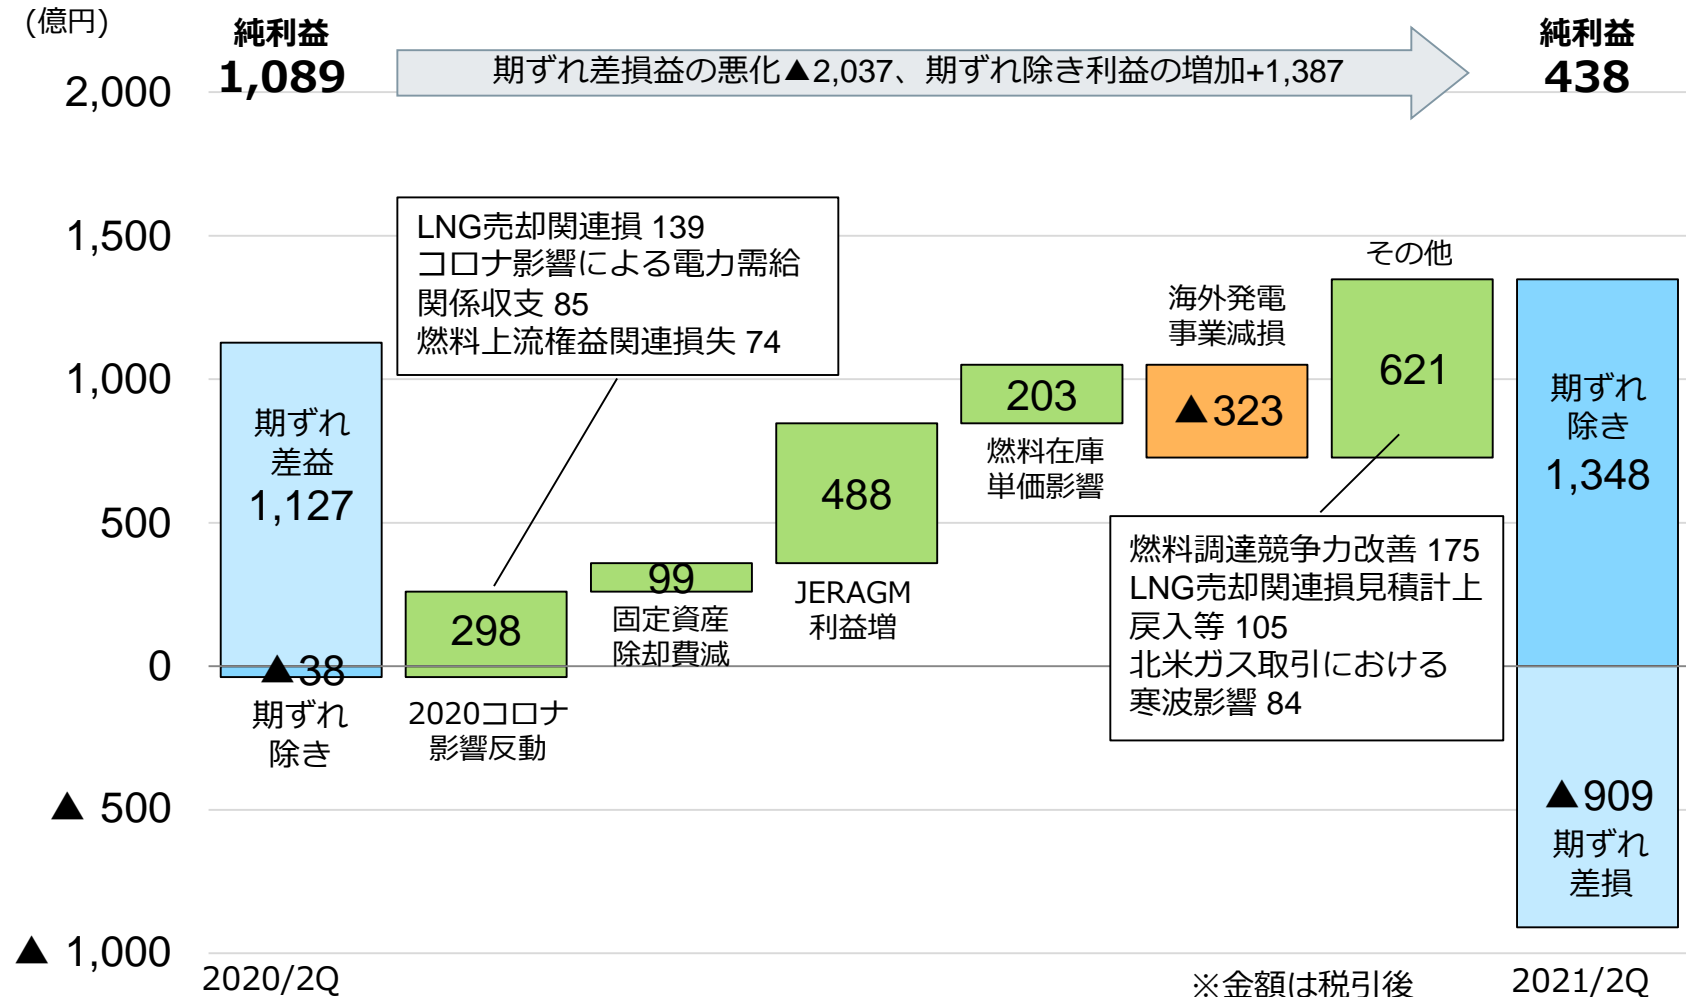 (億円)
純利益
1,089
期ずれ差損益の悪化▲2,037、期ずれ除き利益の増加+1,387
純利益
438
2,000
1,500
1,000
500
0
▲ 500
▲ 1,000
期ずれ
差益
1,127
▲38
期ずれ
除き
LNG売却関連損 139
コロナ影響による電力需給
関係収支 85
燃料上流権益関連損失 74
298
2020コロナ
影響反動
99
固定資産
除却費減
488
JERAGM
利益増
203
燃料在庫
単価影響
海外発電
事業減損
▲323
その他
621
燃料調達競争力改善 175
LNG売却関連損見積計上
戻入等 105
北米ガス取引における
寒波影響 84
期ずれ
除き
1,348
▲909
期ずれ
差損
2020/2Q
※金額は税引後
2021/2Q